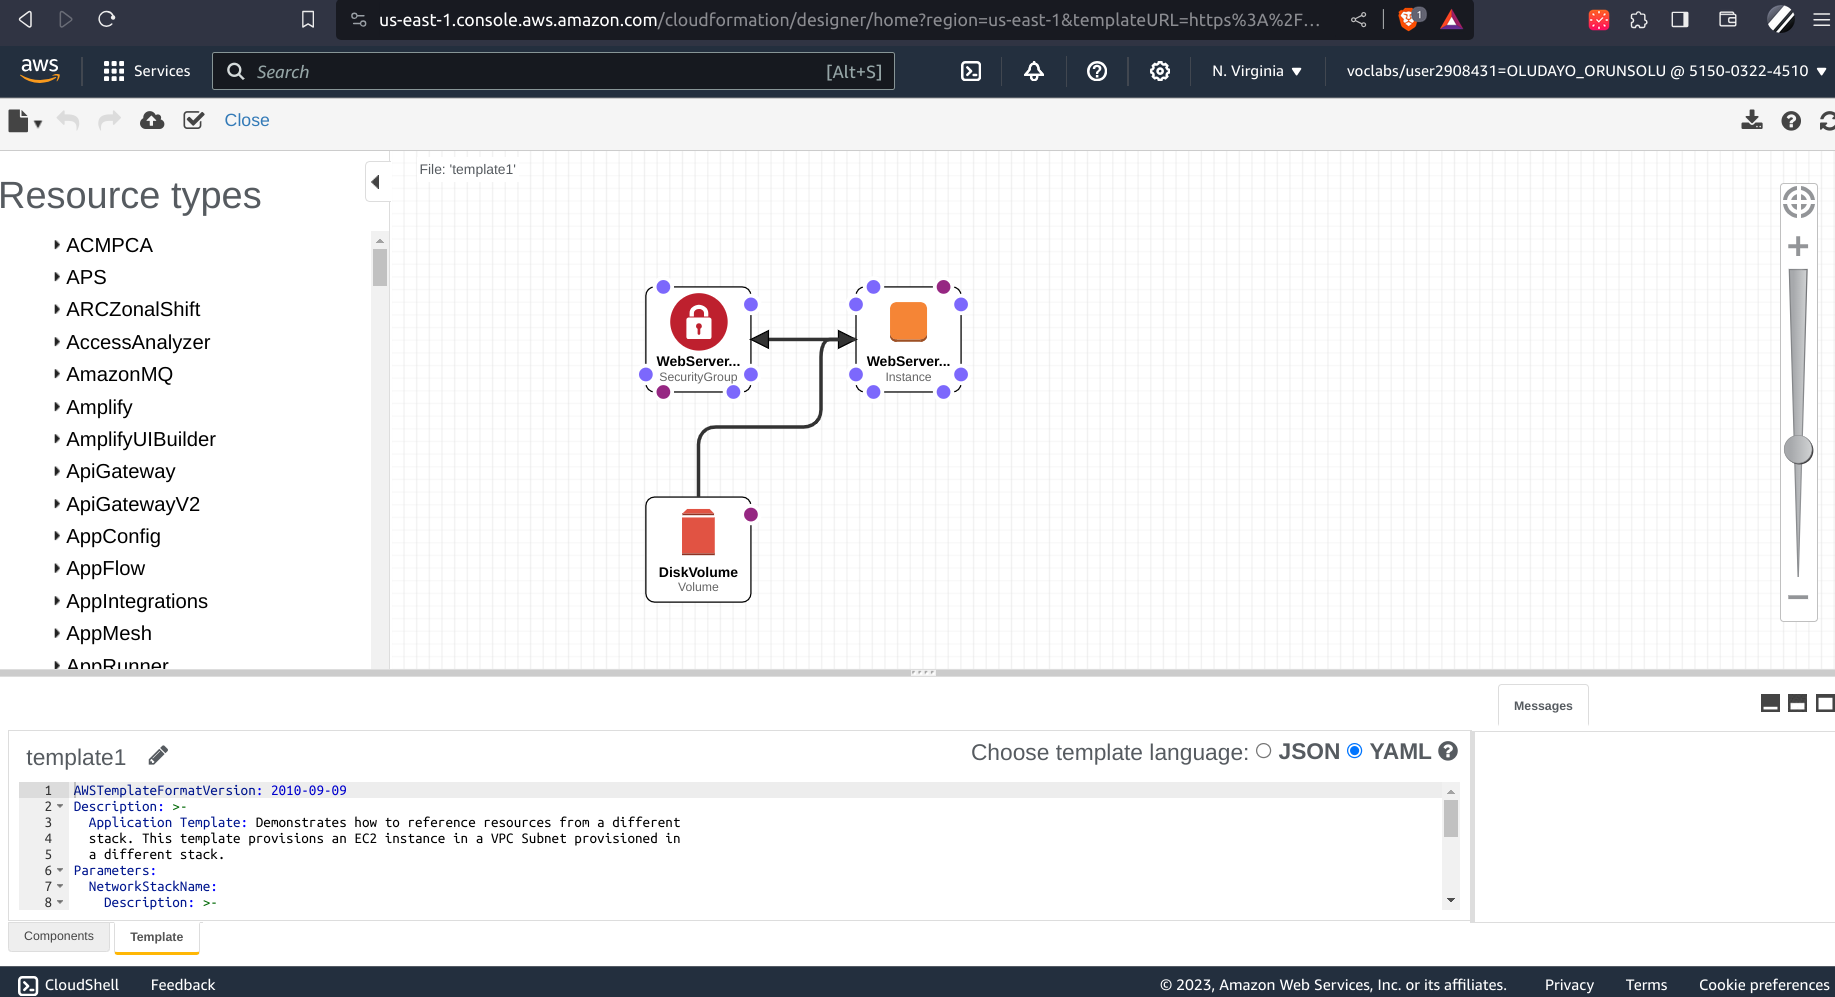 us-east-1.console.aws.amazon.com/cloudformation/designer/home?region=us-east-1&templateURL=https%3A%2F...
1
aws
Services
Search
[Alt+S]
N. Virginia
voclabs/user2908431=OLUDAYO_ORUNSOLU @ 5150-0322-4510
Close
Resource types
ACMPCA
APS
ARCZonalShift
AccessAnalyzer
AmazonMQ
Amplify
AmplifyUIBuilder
ApiGateway
ApiGatewayV2
AppConfig
AppFlow
AppIntegrations
AppMesh
AppRunner
File: 'template1'
WebServer...
SecurityGroup
WebServer...
Instance
DiskVolume
Volume
Messages
template1
Choose template language: JSON YAML
1 AWSTemplateFormatVersion: 2010-09-09
2 Description: >-
3 Application Template: Demonstrates how to reference resources from a different
4 stack. This template provisions an EC2 instance in a VPC Subnet provisioned in
5 a different stack.
6 Parameters:
7 NetworkStackName:
8 Description: >-
Components
Template
CloudShell
Feedback
© 2023, Amazon Web Services, Inc. or its affiliates.
Privacy
Terms
Cookie preferences